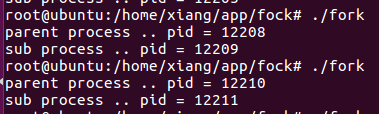 root@ubuntu:/home/xiang/app/fock# ./fork
parent process .. pid = 12208
sub process .. pid = 12209
root@ubuntu:/home/xiang/app/fock# ./fork
parent process .. pid = 12210
sub process .. pid = 12211